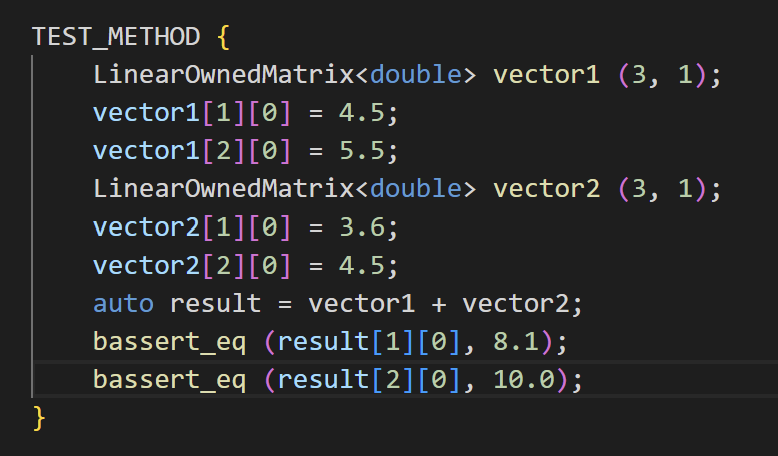 TEST_METHOD {
    LinearOwnedMatrix<double> vector1 (3, 1);
    vector1[1][0] = 4.5;
    vector1[2][0] = 5.5;
    LinearOwnedMatrix<double> vector2 (3, 1);
    vector2[1][0] = 3.6;
    vector2[2][0] = 4.5;
    auto result = vector1 + vector2;
    bassert_eq (result[1][0], 8.1);
    bassert_eq (result[2][0], 10.0);
}